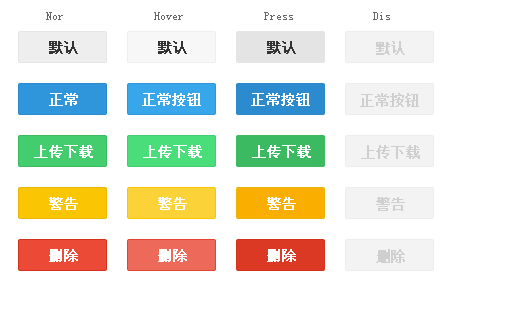 Nor Hover Press Dis
默认 默认 默认 默认
正常 正常按钮 正常按钮 正常按钮
上传下载 上传下载 上传下载 上传下载
警告 警告 警告 警告
删除 删除 删除 删除